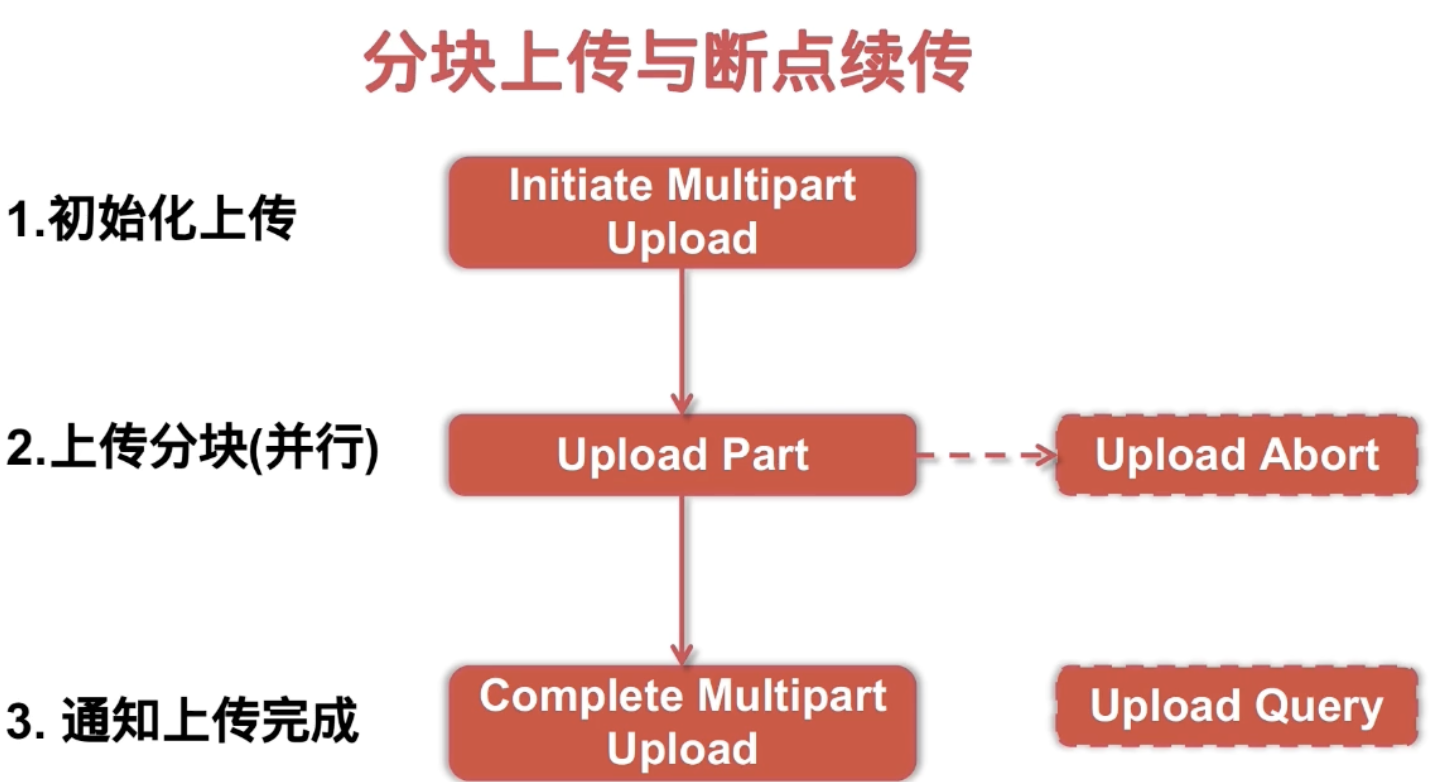 分块上传与断点续传
1.初始化上传
Initiate Multipart
Upload
2.上传分块(并行)
Upload Part
Upload Abort
3. 通知上传完成
Complete Multipart
Upload
Upload Query